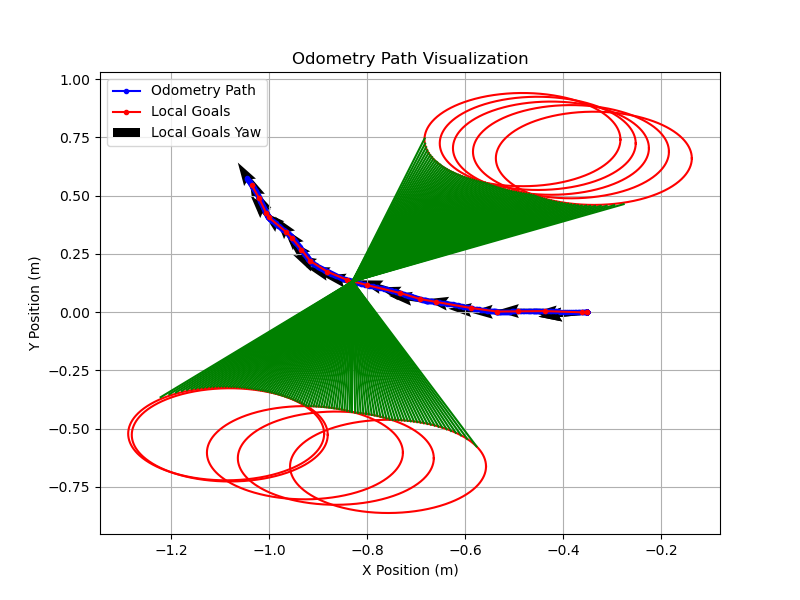 Odometry Path Visualization
Odometry Path
Local Goals
Local Goals Yaw
1.00
0.75
0.50
0.25
0.00
−0.25
−0.50
−0.75
Y Position (m)
−1.2
−1.0
−0.8
−0.6
−0.4
−0.2
X Position (m)